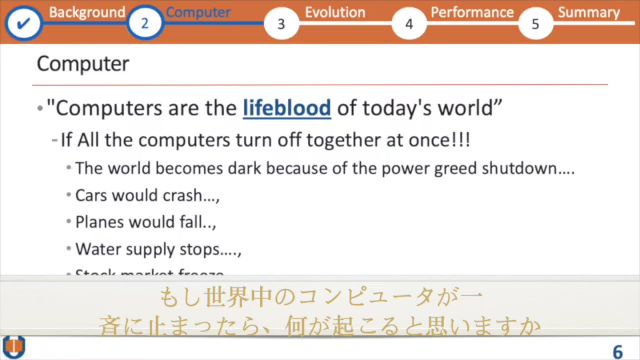 Background Computer Evolution Performance Summary
✔ 2 3 4 5
Computer
• "Computers are the lifeblood of today's world”
- If All the computers turn off together at once!!!
• The world becomes dark because of the power greed shutdown….
• Cars would crash…,
• Planes would fall..,
• Water supply stops….,
• Stock market freeze
もし世界中のコンピュータが一
斉に止まったら、何が起こると思いますか
6